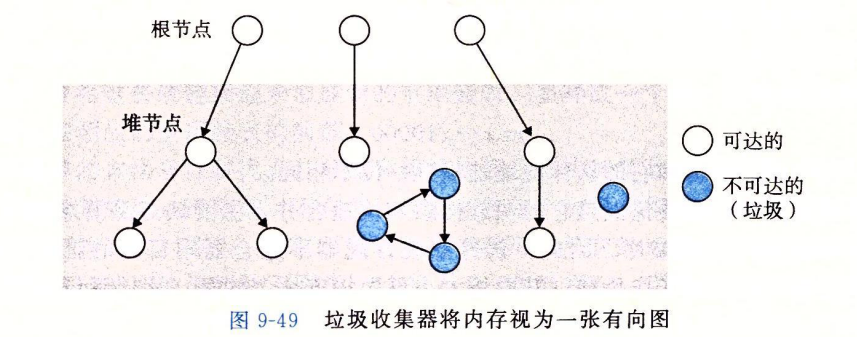 根节点
堆节点
可达的
不可达的
（垃圾）
图 9-49 垃圾收集器将内存视为一张有向图